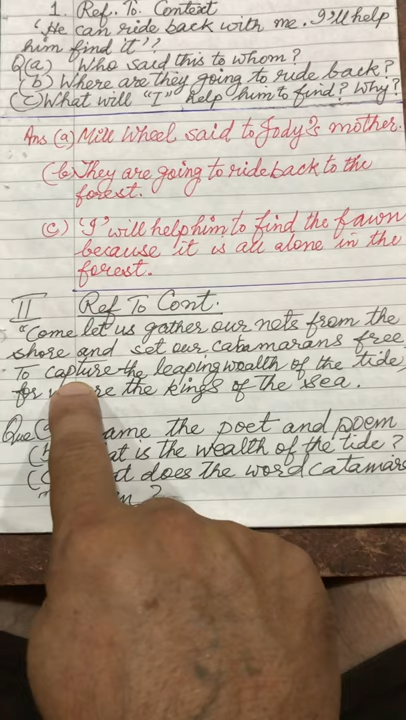 1. Ref. To. Context
"He can ride back with me. I'll help
him find it"?
Q(a) Who said this to whom?
(b) Where are they going to ride back?
(c) What will "I" help him to find? Why?
Ans (a) Mill Wheel said to Jody's mother.
(b. They are going to ride back to the
forest.
(c) 'I' will help him to find the fawn
because it is all alone in the
forest.
II Ref To Cont.
"Come let us gather our nets from the
shore and set our catamarans free
To capture the leaping wealth of the tide,
for the kings of the sea.
Que ame the poet and poem
at is the wealth of the tide?
t does the word catamara
n?